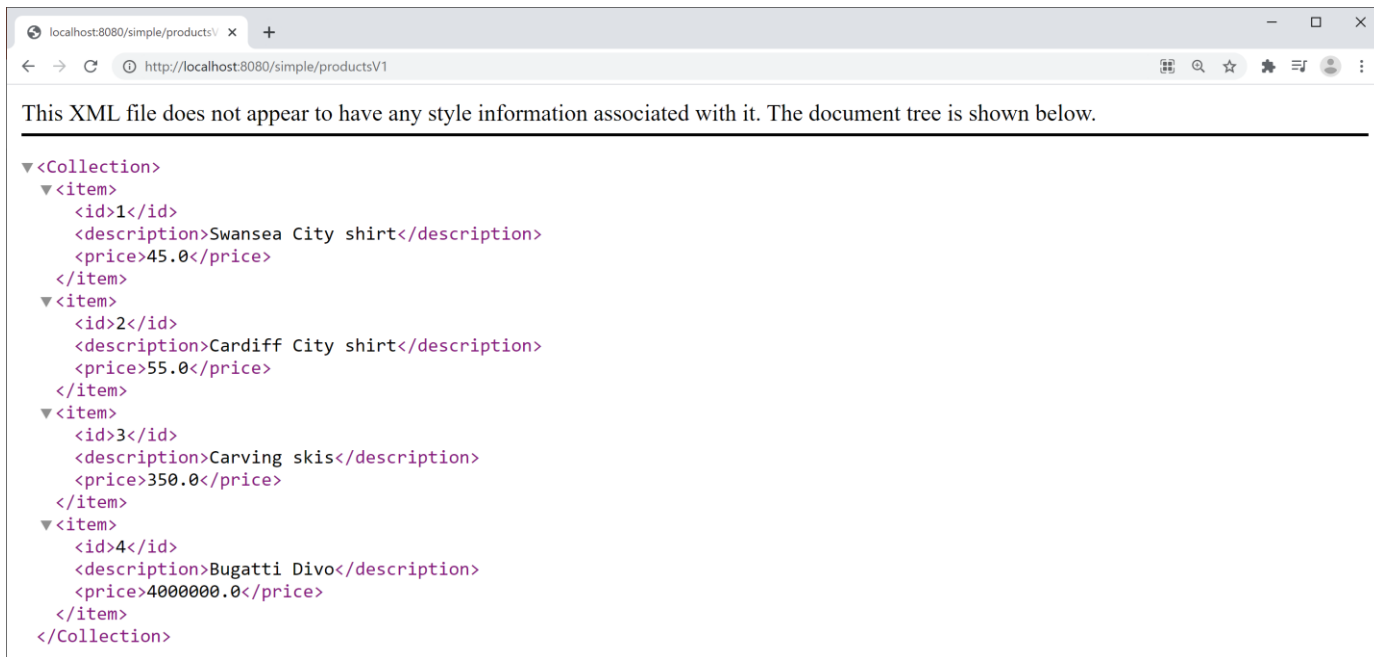 localhost:8080/simple/productsV
http://localhost:8080/simple/productsV1
This XML file does not appear to have any style information associated with it. The document tree is shown below.
<Collection>
<item>
<id>1</id>
<description>Swansea City shirt</description>
<price>45.0</price>
</item>
<item>
<id>2</id>
<description>Cardiff City shirt</description>
<price>55.0</price>
</item>
<item>
<id>3</id>
<description>Carving skis</description>
<price>350.0</price>
</item>
<item>
<id>4</id>
<description>Bugatti Divo</description>
<price>4000000.0</price>
</item>
</Collection>